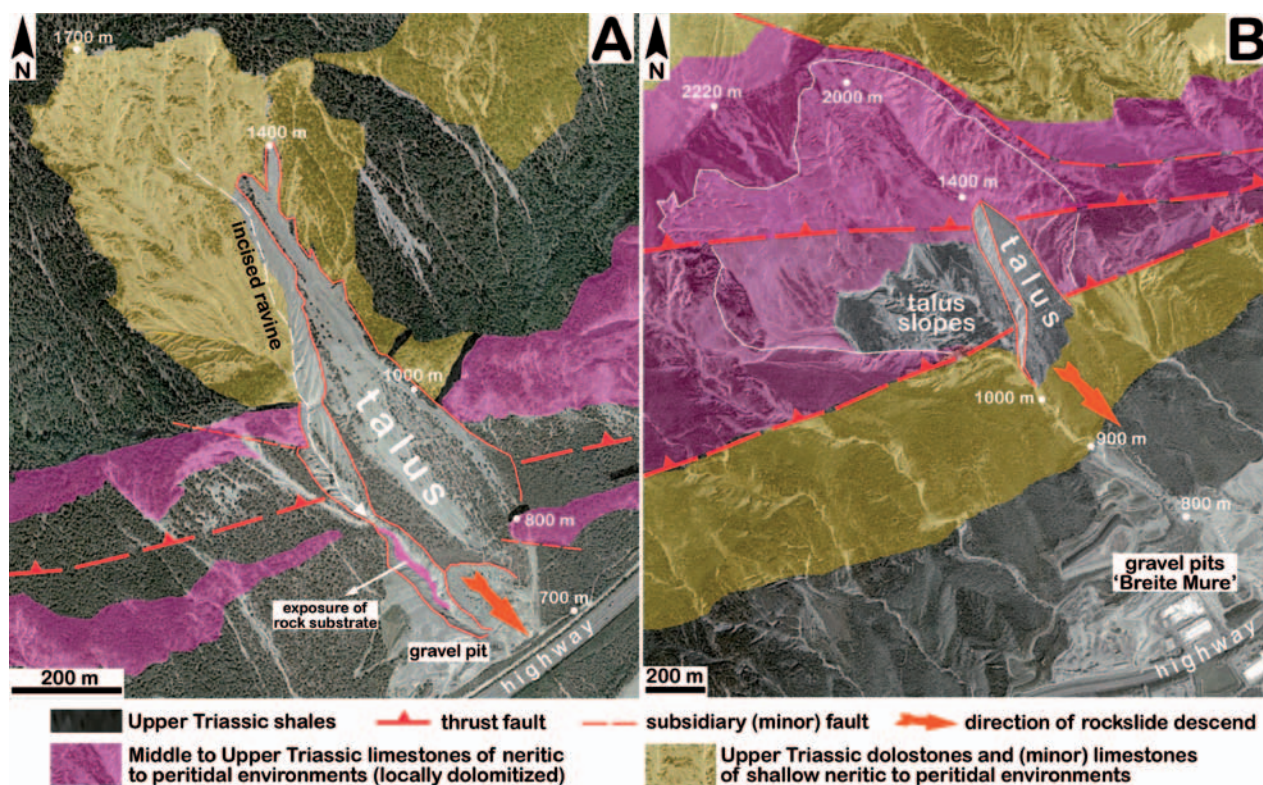 A
1700 m
N
1400 m
incised ravine
1000 m
talus
800 m
exposure of
rock substrate
700 m
gravel pit
highway
200 m
B
N
2220 m
2000 m
1400 m
talus
talus
slopes
1000 m
900 m
800 m
gravel pits
'Breite Mure'
highway
200 m
Upper Triassic shales
thrust fault
subsidiary (minor) fault
direction of rockslide descend
Middle to Upper Triassic limestones of neritic
to peritidal environments (locally dolomitized)
Upper Triassic dolostones and (minor) limestones
of shallow neritic to peritidal environments